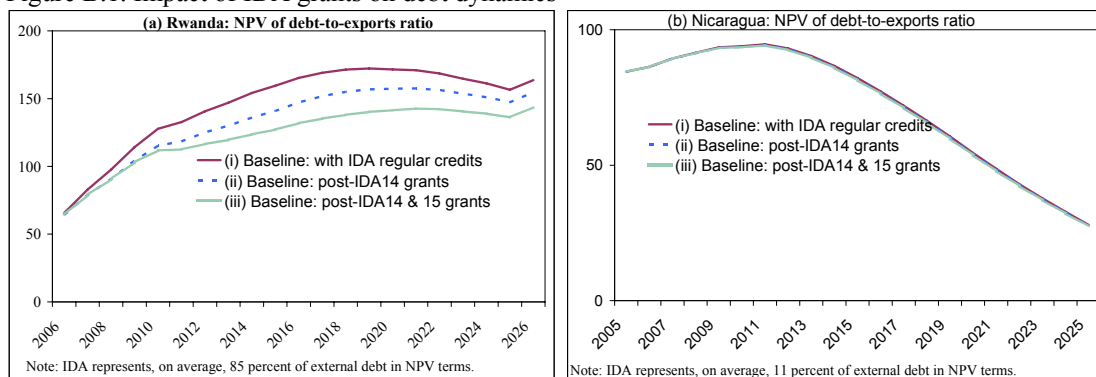 Figure B.1. Impact of IDA grants on debt dynamics
(a) Rwanda: NPV of debt-to-exports ratio
200
150
100
50
0
(i) Baseline: with IDA regular credits
(ii) Baseline: post-IDA14 grants
(iii) Baseline: post-IDA14 & 15 grants
2006
2008
2010
2012
2014
2016
2018
2020
2022
2024
2026
Note: IDA represents, on average, 85 percent of external debt in NPV terms.
(b) Nicaragua: NPV of debt-to-exports ratio
100
50
0
(i) Baseline: with IDA regular credits
(ii) Baseline: post-IDA14 grants
(iii) Baseline: post-IDA14 & 15 grants
2005
2007
2009
2011
2013
2015
2017
2019
2021
2023
2025
Note: IDA represents, on average, 11 percent of external debt in NPV terms.